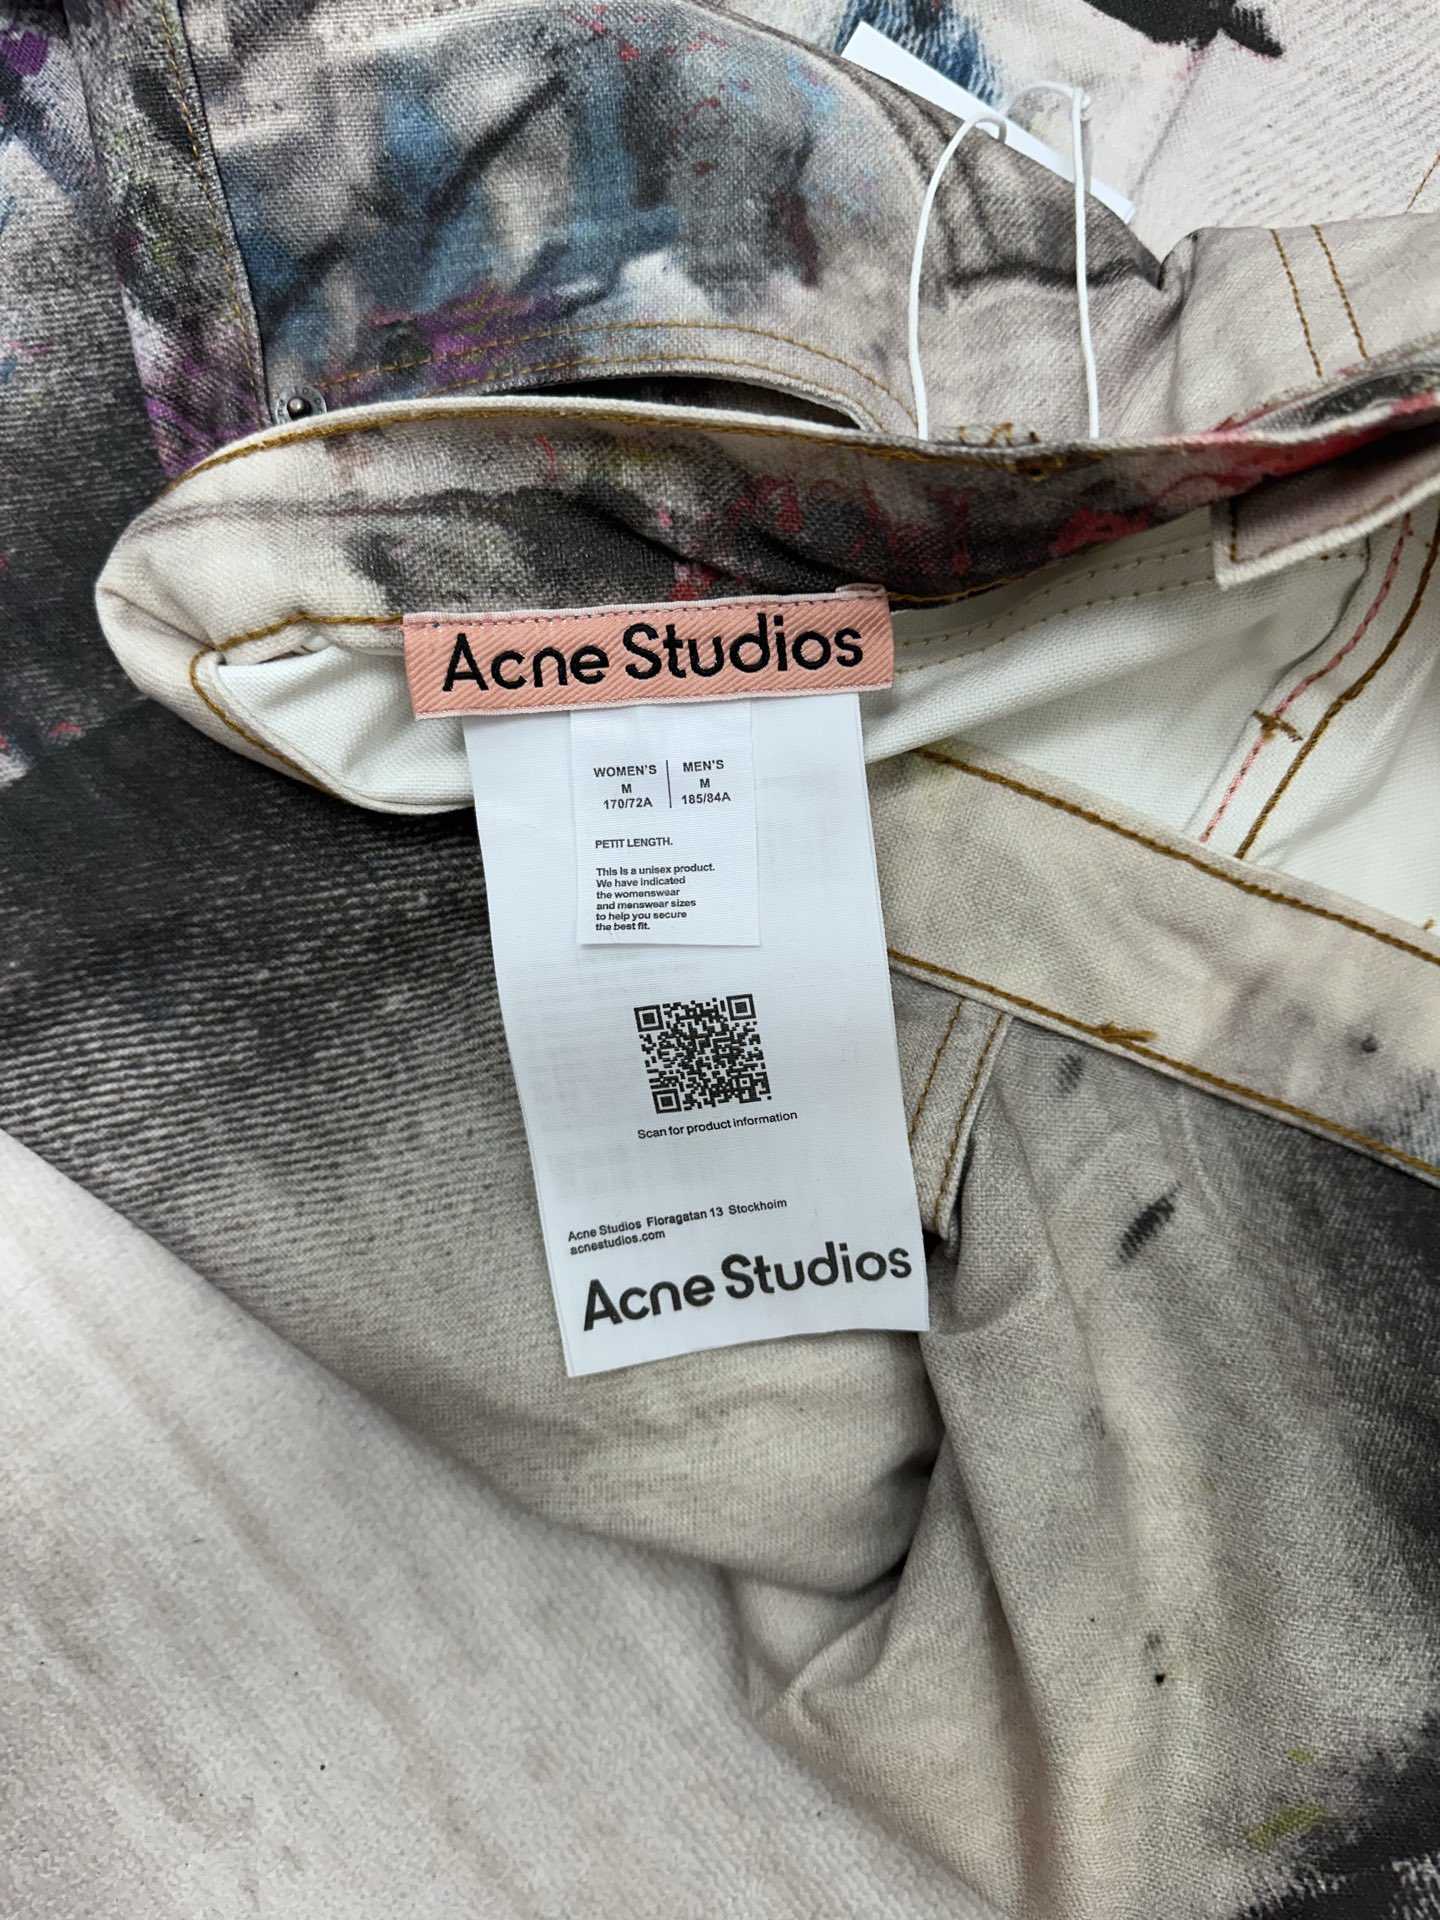 Acne Studios
WOMEN'S
M
170/72A
MEN'S
M
185/84A
PETIT LENGTH.
This Is a unisex product.
We have indicated
the womenswear
and menswear sizes
to help you secure
the best fit.
Scan for product information
Acne Studios Floragatan 13 Stockhoim
acnestudios.com
Acne Studios